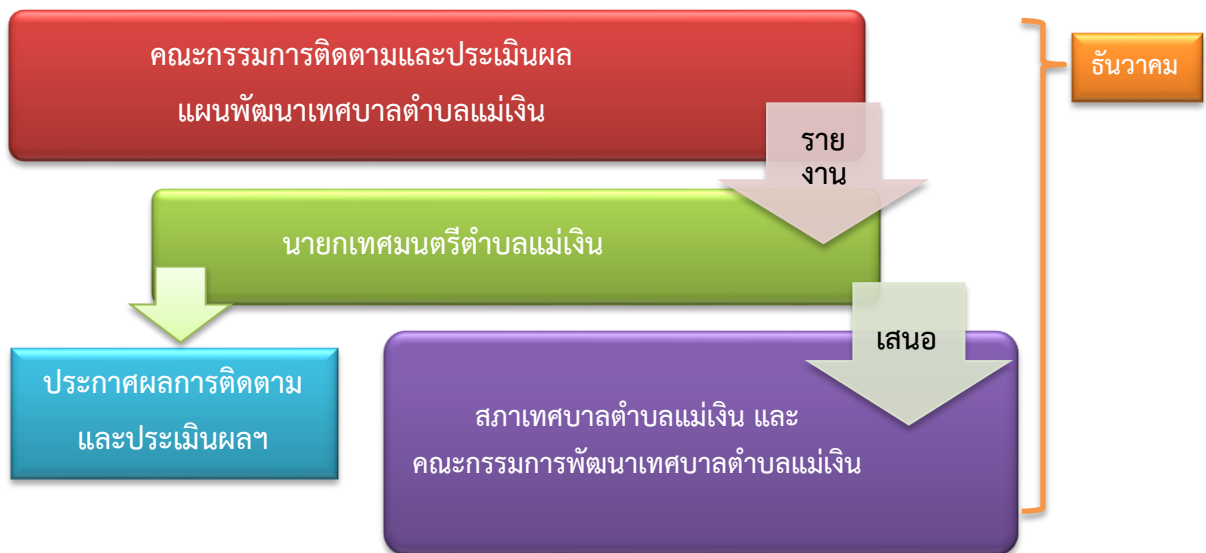 คณะกรรมการติดตามและประเมินผล
แผนพัฒนาเทศบาลตำบลแม่เงิน
ธันวาคม
ราย
งาน
นายกเทศมนตรีตำบลแม่เงิน
เสนอ
ประกาศผลการติดตาม
และประเมินผลฯ
สภาเทศบาลตำบลแม่เงิน และ
คณะกรรมการพัฒนาเทศบาลตำบลแม่เงิน